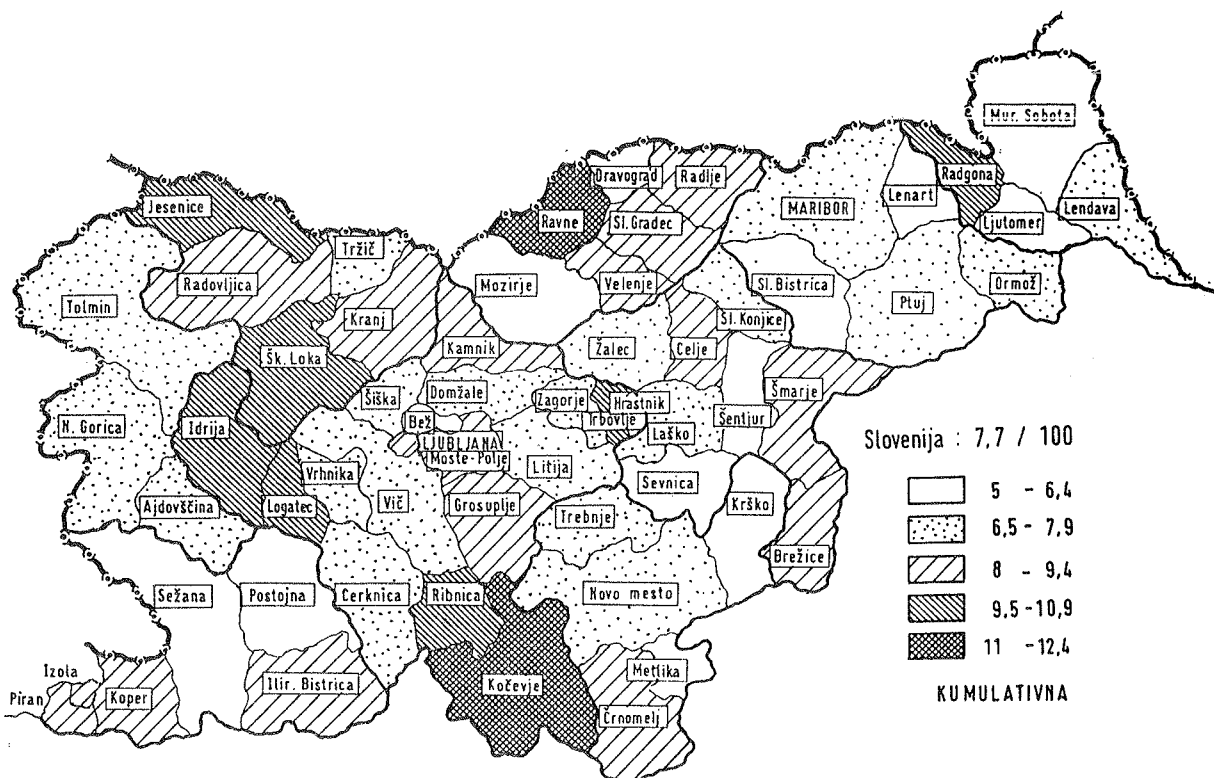 Mur. Sobota
Dravograd
Radlje
Radgona
Jesenice
Ravne
MARIBOR
Lenart
Lendava
Sl. Gradec
Ljutomer
Tržič
Radovljica
Mozirje
Velenje
Sl. Bistrica
Ormož
Tolmin
Ptuj
Kranj
Sl. Konjice
Kamnik
Žalec
Celje
Šk. Loka
Šmarje
Šiška
Domžale
Zagorje
Hrastnik
Trbovlje
Šentjur
N. Gorica
Idrija
Bež
LJUBLJANA
Moste-Polje
Laško
Litija
Vrhnika
Vič
Sevnica
Ajdovščina
Logatec
Grosuplje
Krško
Trebnje
Brežice
Sežana
Postojna
Cerknica
Ribnica
Novo mesto
Izola
Piran
Koper
Ilir. Bistrica
Kočevje
Metlika
Črnomelj
Slovenija : 7,7 / 100
5 - 6,4
6,5 - 7,9
8 - 9,4
9,5 - 10,9
11 - 12,4
KUMULATIVNA